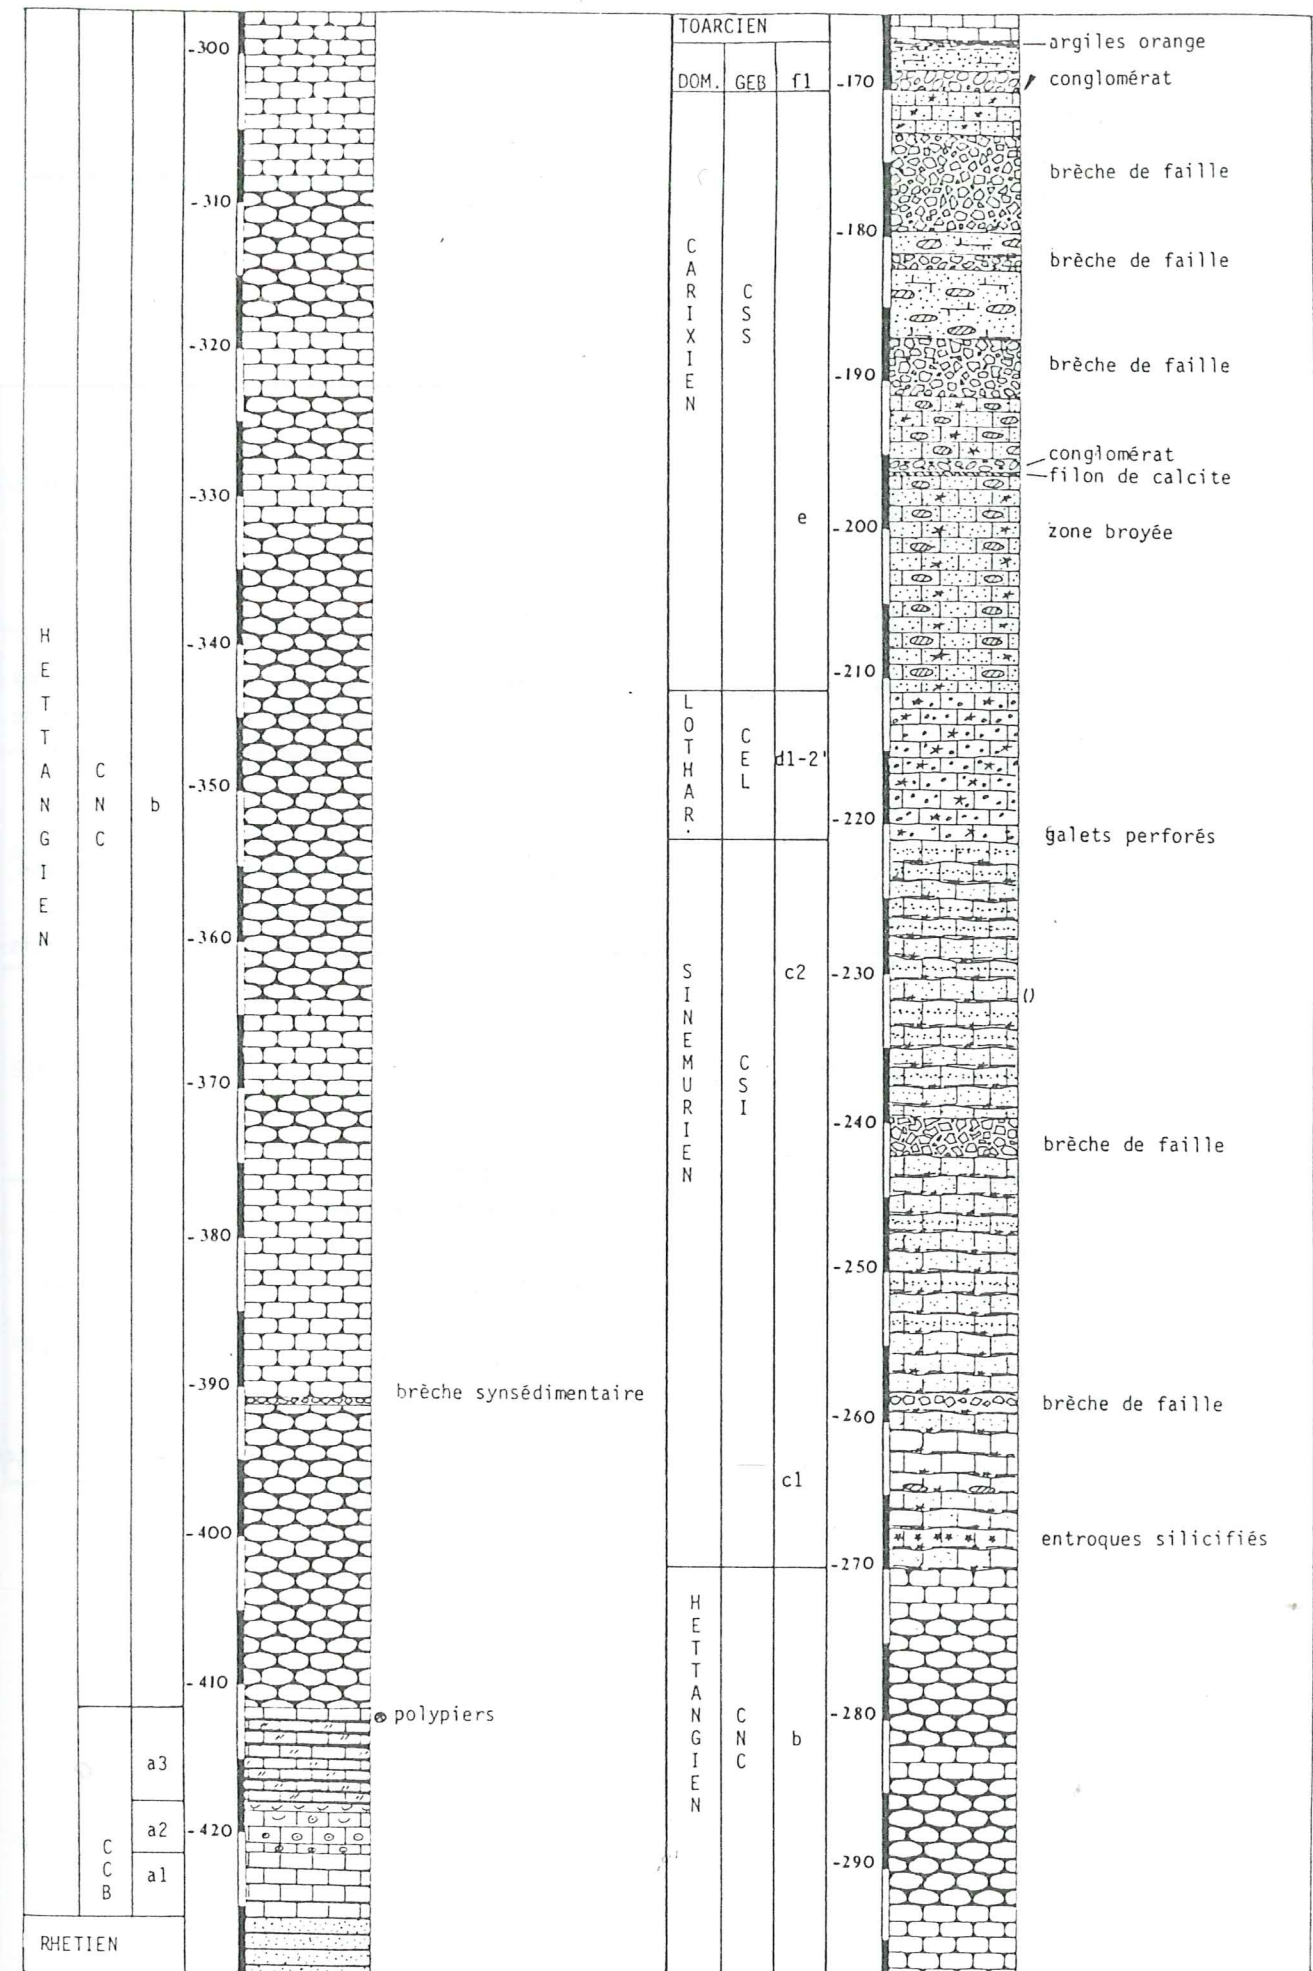 -300
-310
-320
-330
-340
-350
-360
-370
-380
-390
-400
-410
-420
HETTANGIEN
CNC
b
CCB
a3
a2
a1
RHETIEN
brèche synsédimentaire
polypiers
TOARCIEN
DOM. GEB f1
CARIXIEN
CSS
e
LOTHAR.
CEL
d1-2'
SINEMURIEN
CSI
c2
c1
HETTANGIEN
CNC
b
-170
-180
-190
-200
-210
-220
-230
-240
-250
-260
-270
-280
-290
argiles orange
conglomérat
brèche de faille
brèche de faille
brèche de faille
conglomérat
filon de calcite
zone broyée
galets perforés
brèche de faille
brèche de faille
entroques silicifiés